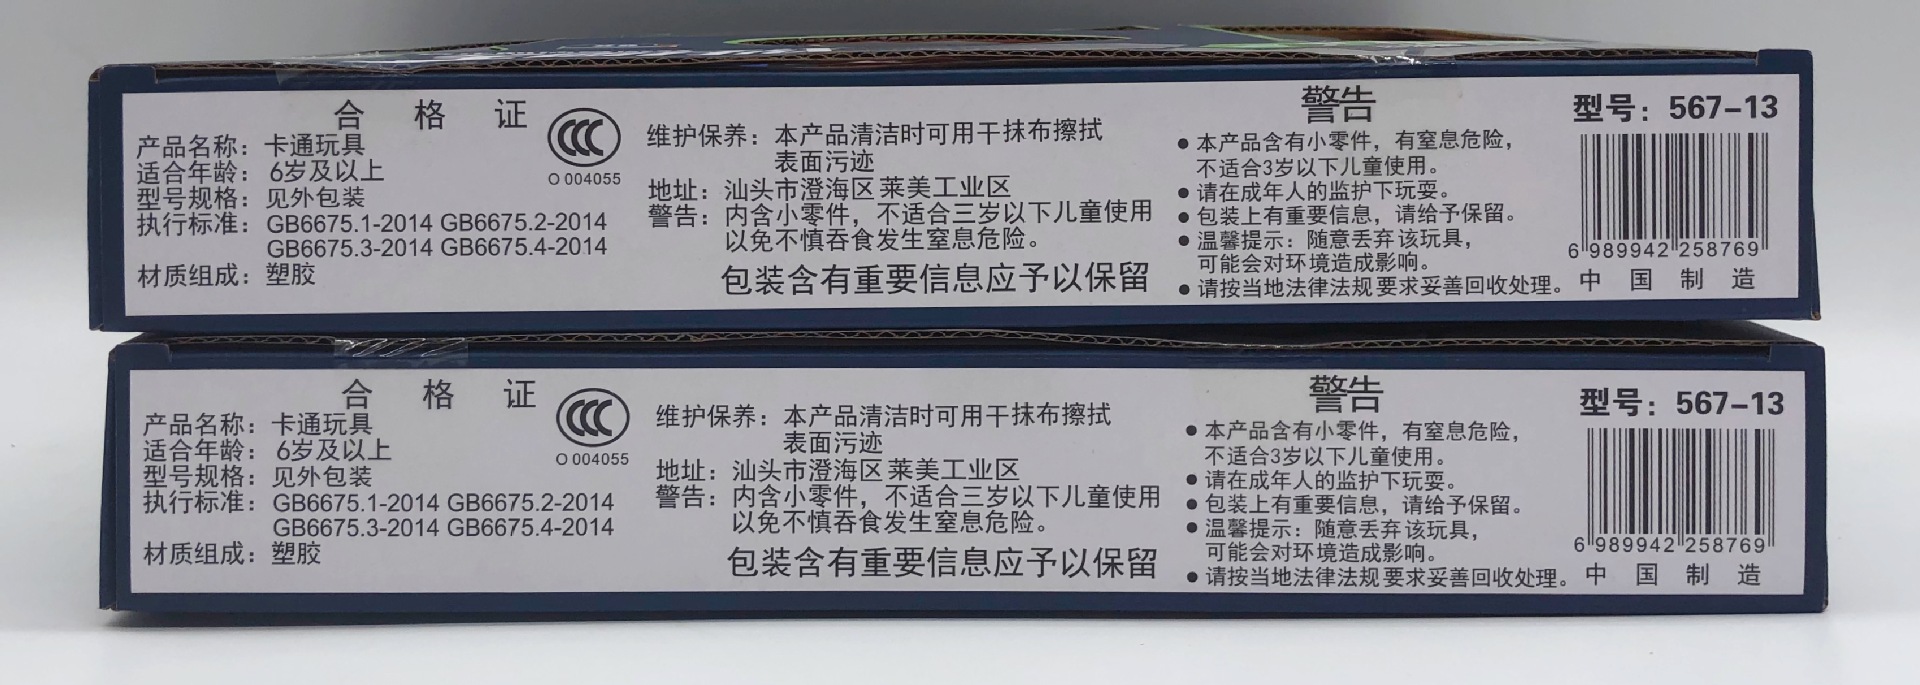 合 格 证
产品名称：卡通玩具
适合年龄：6岁及以上
型号规格：见外包装
执行标准：GB6675.1-2014 GB6675.2-2014
GB6675.3-2014 GB6675.4-2014
材质组成：塑胶
CCC
O 004055
维护保养：本产品清洁时可用干抹布擦拭
表面污迹
地址：汕头市澄海区莱美工业区
警告：内含小零件，不适合三岁以下儿童使用
以免不慎吞食发生窒息危险。
包装含有重要信息应予以保留
警告
●本产品含有小零件，有窒息危险，
不适合3岁以下儿童使用。
●请在成年人的监护下玩耍。
●包装上有重要信息，请给予保留。
●温馨提示：随意丢弃该玩具，
可能会对环境造成影响。
●请按当地法律法规要求妥善回收处理。
型号：567-13
6 989942 258769
中 国 制 造
合 格 证
产品名称：卡通玩具
适合年龄：6岁及以上
型号规格：见外包装
执行标准：GB6675.1-2014 GB6675.2-2014
GB6675.3-2014 GB6675.4-2014
材质组成：塑胶
CCC
O 004055
维护保养：本产品清洁时可用干抹布擦拭
表面污迹
地址：汕头市澄海区莱美工业区
警告：内含小零件，不适合三岁以下儿童使用
以免不慎吞食发生窒息危险。
包装含有重要信息应予以保留
警告
●本产品含有小零件，有窒息危险，
不适合3岁以下儿童使用。
●请在成年人的监护下玩耍。
●包装上有重要信息，请给予保留。
●温馨提示：随意丢弃该玩具，
可能会对环境造成影响。
●请按当地法律法规要求妥善回收处理。
型号：567-13
6 989942 258769
中 国 制 造